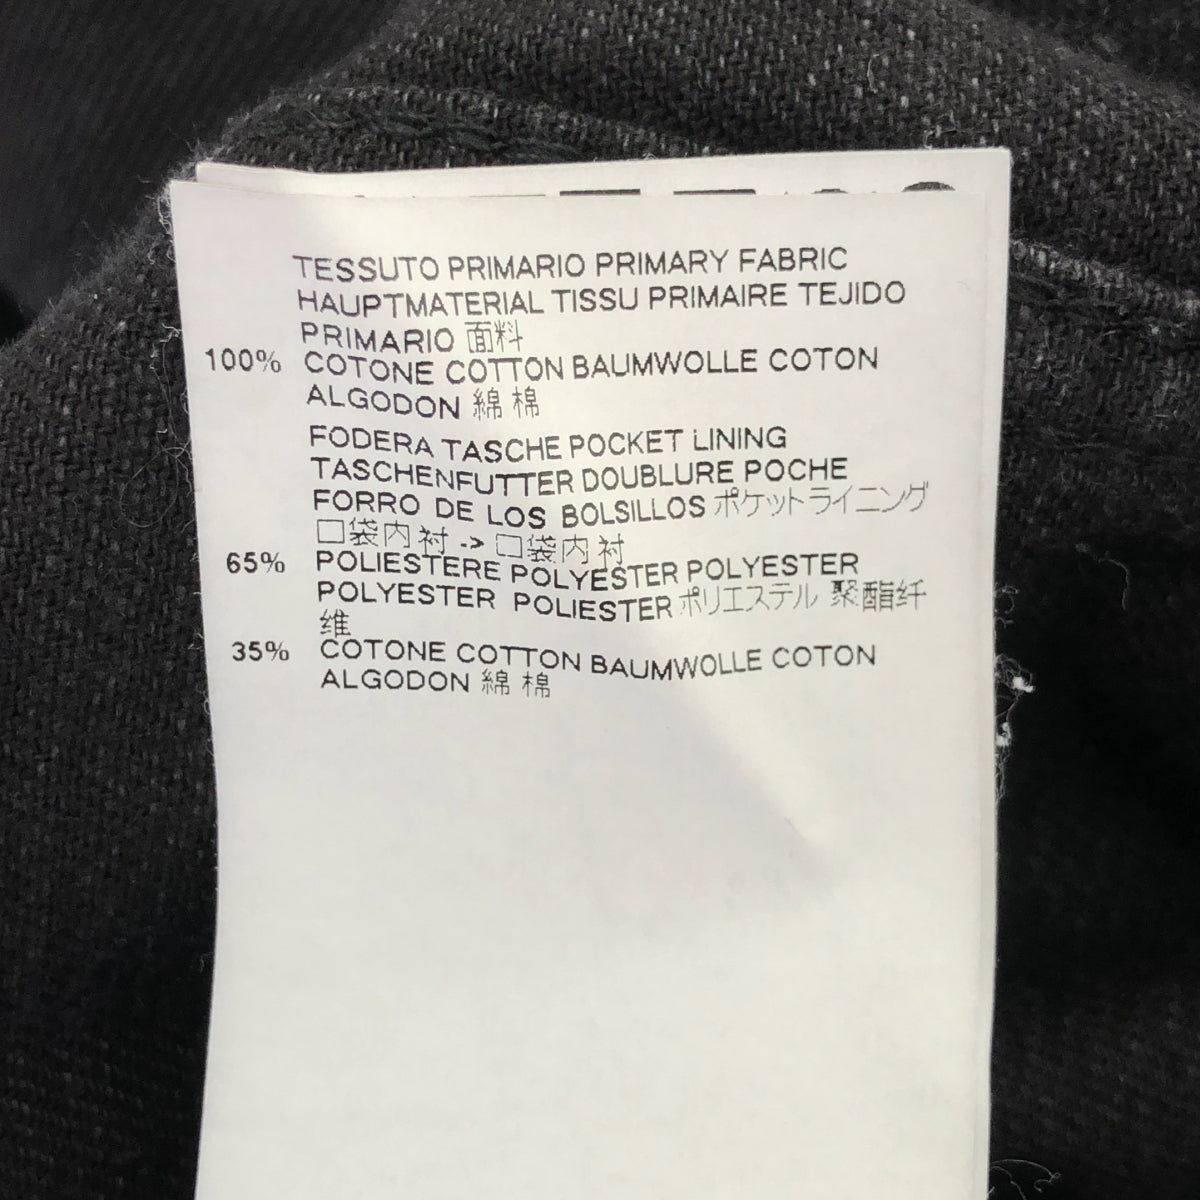 TESSUTO PRIMARIO PRIMARY FABRIC
HAUPTMATERIAL TISSU PRIMAIRE TEJIDO
PRIMARIO 面料
100% COTONE COTTON BAUMWOLLE COTON
ALGODON 綿 棉
FODERA TASCHE POCKET LINING
TASCHENFUTTER DOUBLURE POCHE
FORRO DE LOS BOLSILLOS ポケットライニング
口袋内衬 -> 口袋内衬
65% POLIESTERE POLYESTER POLYESTER
POLYESTER POLIESTER ポリエステル 聚酯纤
维
35% COTONE COTTON BAUMWOLLE COTON
ALGODON 綿 棉